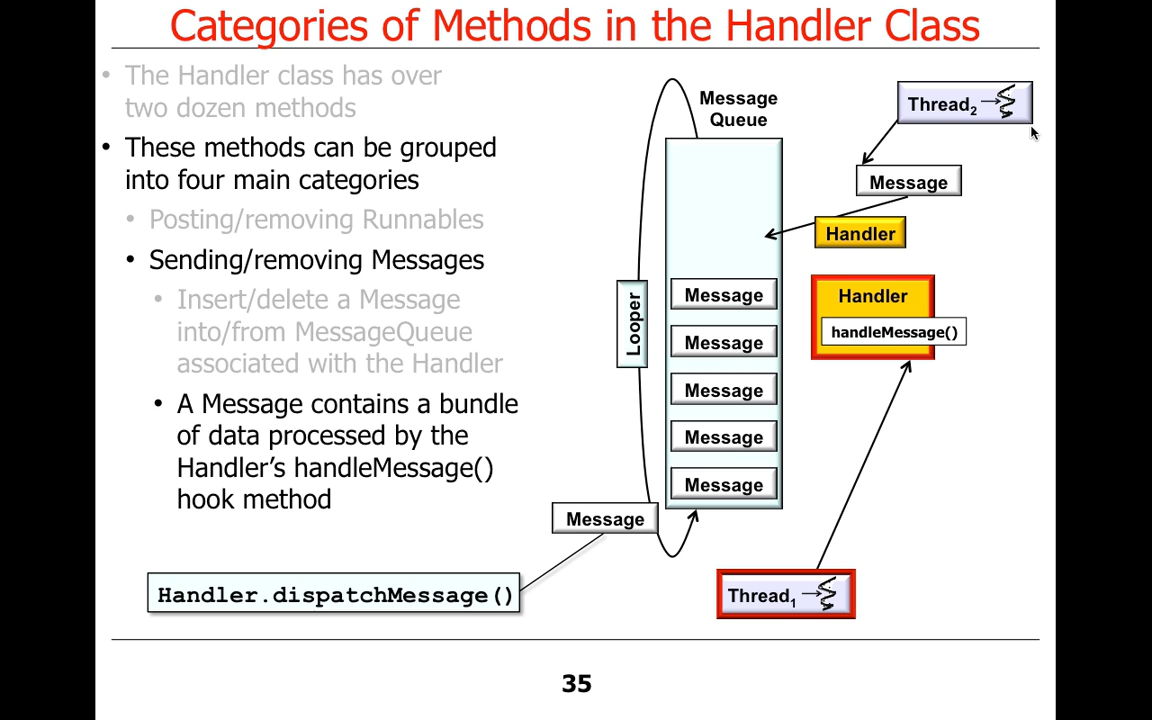 Categories of Methods in the Handler Class
• The Handler class has over
two dozen methods
• These methods can be grouped
into four main categories
• Posting/removing Runnables
• Sending/removing Messages
• Insert/delete a Message
into/from MessageQueue
associated with the Handler
• A Message contains a bundle
of data processed by the
Handler’s handleMessage()
hook method
Message
Queue
Thread2
Message
Handler
Handler
handleMessage()
Looper
Message
Message
Message
Message
Message
Message
Handler.dispatchMessage()
Thread1
35